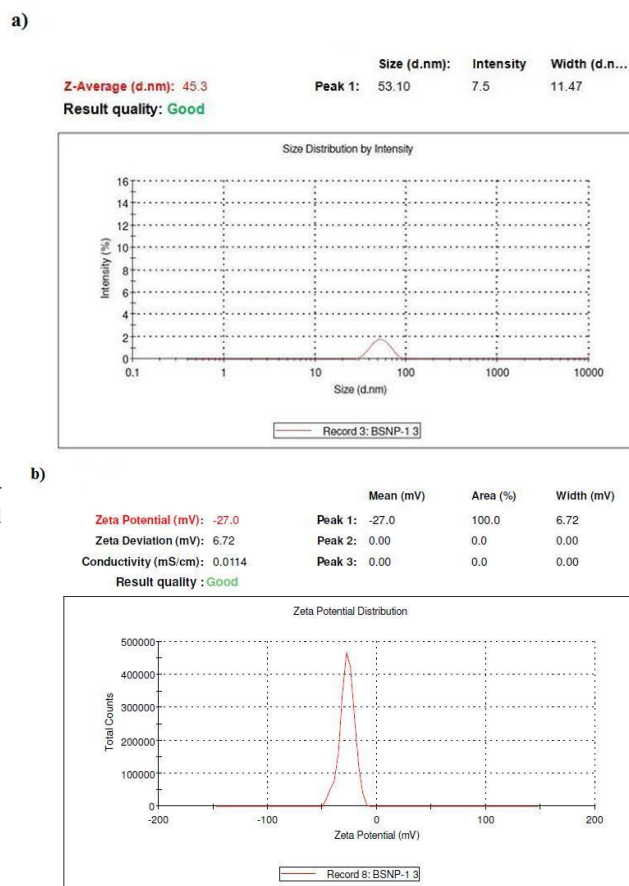 a)
Size (d.nm): Intensity Width (d.n...
Z-Average (d.nm): 45.3 Peak 1: 53.10 7.5 11.47
Result quality: Good
Size Distribution by Intensity
16
14
12
10
8
6
4
2
0
Intensity (%)
0.1 1 10 100 1000 10000
Size (d.nm)
Record 3: BSNP-1 3
b)
Mean (mV) Area (%) Width (mV)
Zeta Potential (mV): -27.0 Peak 1: -27.0 100.0 6.72
Zeta Deviation (mV): 6.72 Peak 2: 0.00 0.0 0.00
Conductivity (mS/cm): 0.0114 Peak 3: 0.00 0.0 0.00
Result quality : Good
Zeta Potential Distribution
500000
400000
300000
200000
100000
0
Total Counts
-200 -100 0 100 200
Zeta Potential (mV)
Record 8: BSNP-1 3